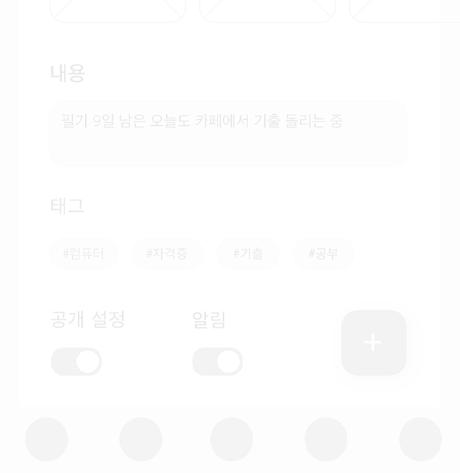 내용
필기 9일 남은 오늘도 카페에서 기출 돌리는 중
태그
#컴퓨터 #자격증 #기출 #공부
공개 설정 알림